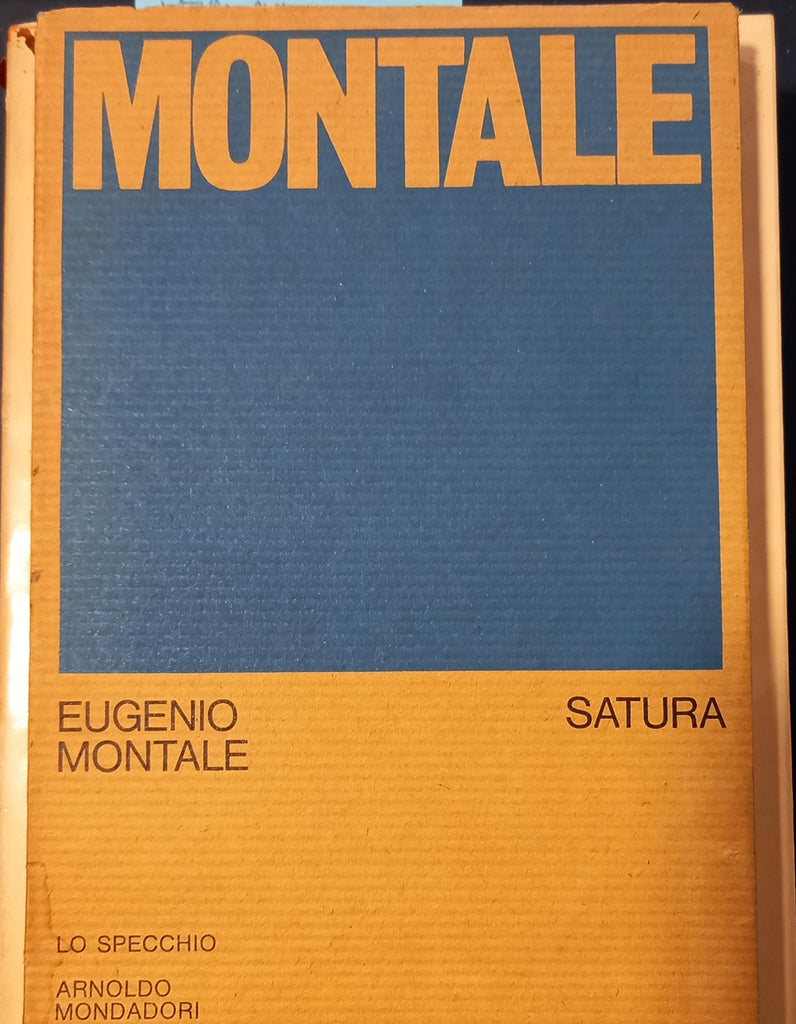 MONTALE
EUGENIO
MONTALE
SATURA
LO SPECCHIO
ARNOLDO
MONDADORI